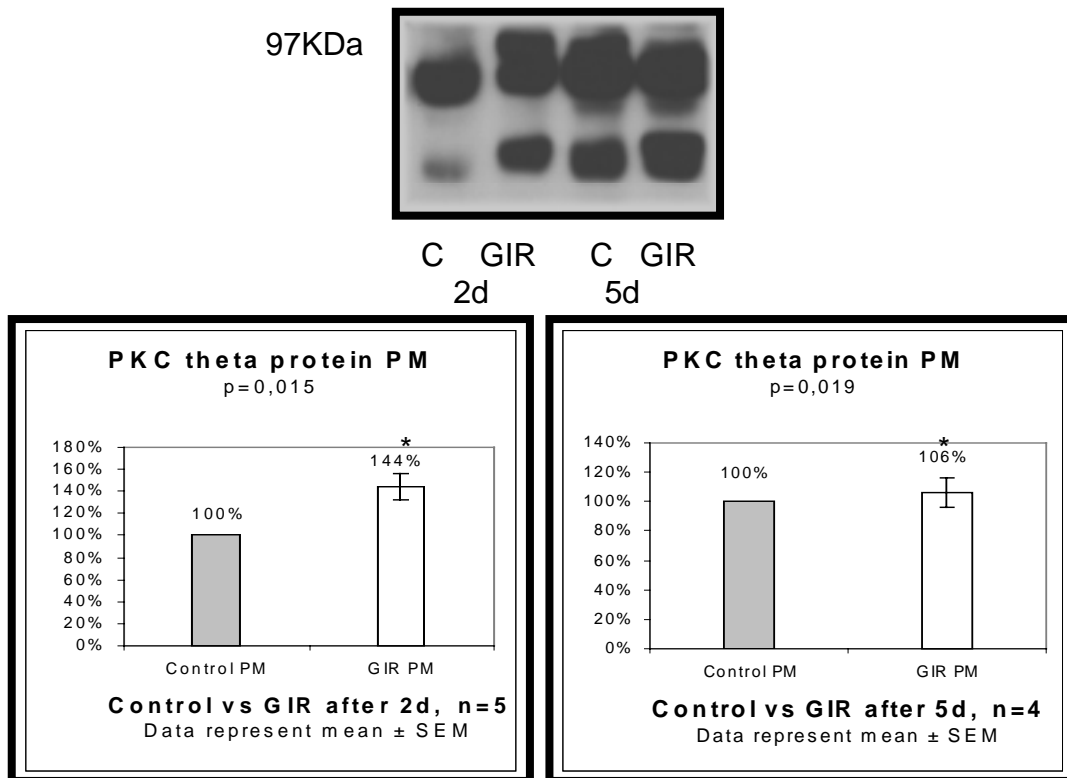 97KDa
C GIR C GIR
2d 5d
PKC theta protein PM
p=0,015
180%
160%
140%
120%
100%
80%
60%
40%
20%
0%
100%
*
144%
Control PM GIR PM
Control vs GIR after 2d, n=5
Data represent mean ± SEM
PKC theta protein PM
p=0,019
140%
120%
100%
80%
60%
40%
20%
0%
100%
*
106%
Control PM GIR PM
Control vs GIR after 5d, n=4
Data represent mean ± SEM